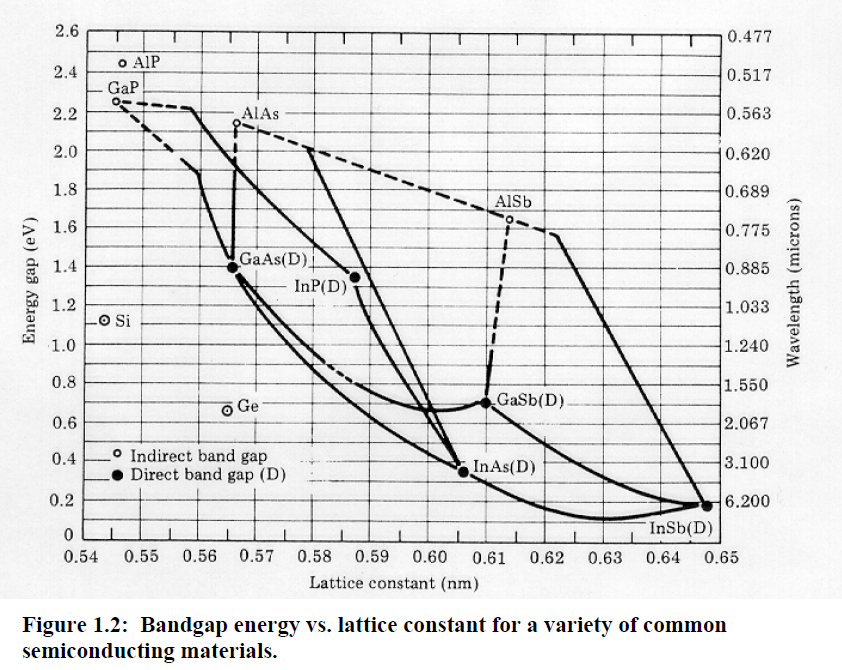 2.6
2.4
2.2
2.0
1.8
1.6
1.4
1.2
1.0
0.8
0.6
0.4
0.2
0
Energy gap (eV)
AlP
GaP
AlAs
AlSb
GaAs(D)
InP(D)
Si
Ge
GaSb(D)
InAs(D)
InSb(D)
Indirect band gap
Direct band gap (D)
0.477
0.517
0.563
0.620
0.689
0.775
0.885
1.033
1.240
1.550
2.067
3.100
6.200
Wavelength (microns)
0.54 0.55 0.56 0.57 0.58 0.59 0.60 0.61 0.62 0.63 0.64 0.65
Lattice constant (nm)
Figure 1.2: Bandgap energy vs. lattice constant for a variety of common
semiconducting materials.